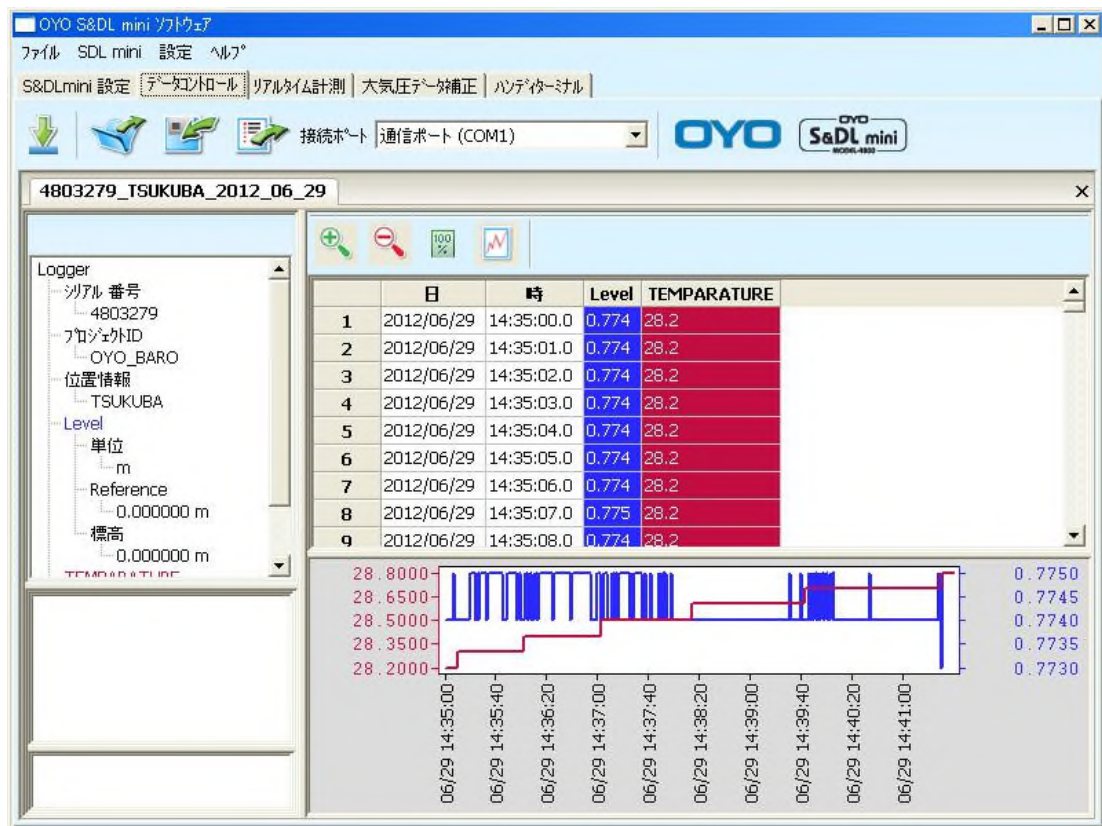 OYO S&DL mini ソフトウェア
ファイル SDL mini 設定 ヘルプ
S&DLmini 設定 データコントロール リアルタイム計測 大気圧データ補正 ハンディターミナル
接続ポート 通信ポート (COM1) OYO OYO S&DL mini MODEL-4800
4803279_TSUKUBA_2012_06_29
Logger
シリアル 番号
4803279
プロジェクトID
OYO_BARO
位置情報
TSUKUBA
Level
単位
m
Reference
0.000000 m
標高
0.000000 m
TEMPARATURE
100 %
日 時 Level TEMPARATURE
1 2012/06/29 14:35:00.0 0.774 28.2
2 2012/06/29 14:35:01.0 0.774 28.2
3 2012/06/29 14:35:02.0 0.774 28.2
4 2012/06/29 14:35:03.0 0.774 28.2
5 2012/06/29 14:35:04.0 0.774 28.2
6 2012/06/29 14:35:05.0 0.774 28.2
7 2012/06/29 14:35:06.0 0.774 28.2
8 2012/06/29 14:35:07.0 0.775 28.2
9 2012/06/29 14:35:08.0 0.774 28.2
28.8000 0.7750
28.6500 0.7745
28.5000 0.7740
28.3500 0.7735
28.2000 0.7730
06/29 14:35:00
06/29 14:35:40
06/29 14:36:20
06/29 14:37:00
06/29 14:37:40
06/29 14:38:20
06/29 14:39:00
06/29 14:39:40
06/29 14:40:20
06/29 14:41:00